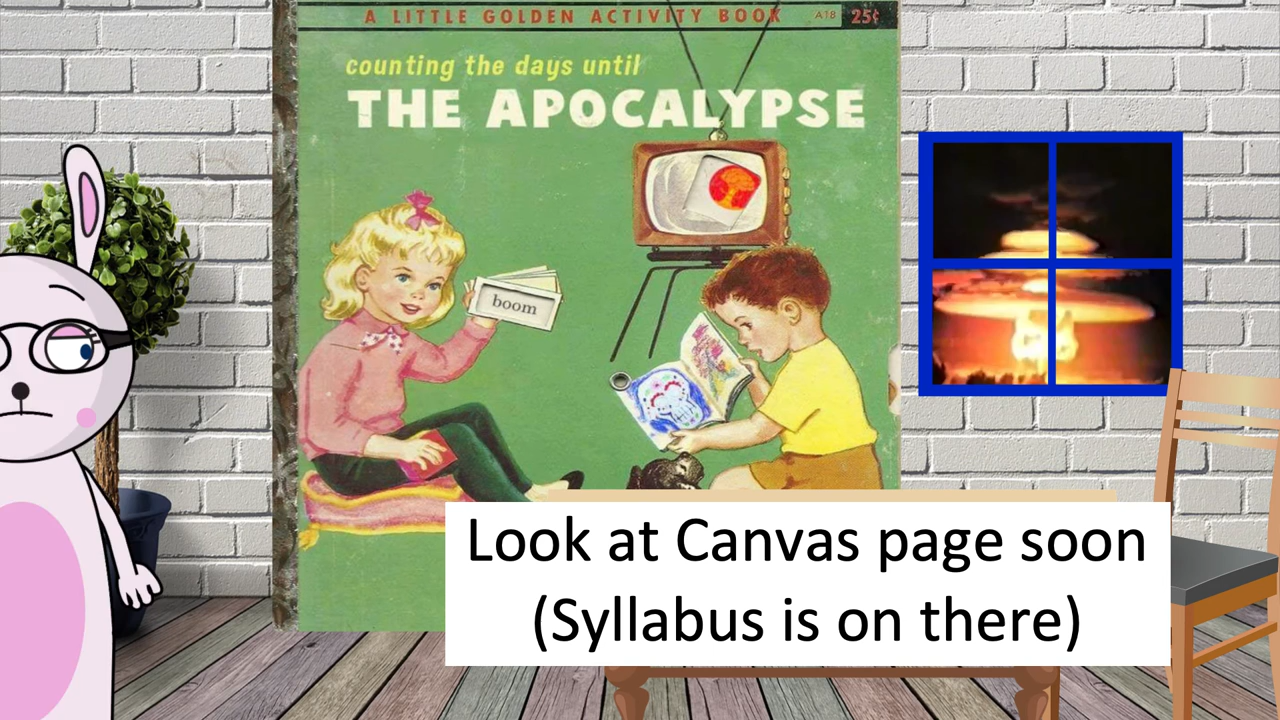 A LITTLE GOLDEN ACTIVITY BOOK A18 25¢
counting the days until
THE APOCALYPSE
boom
Look at Canvas page soon
(Syllabus is on there)